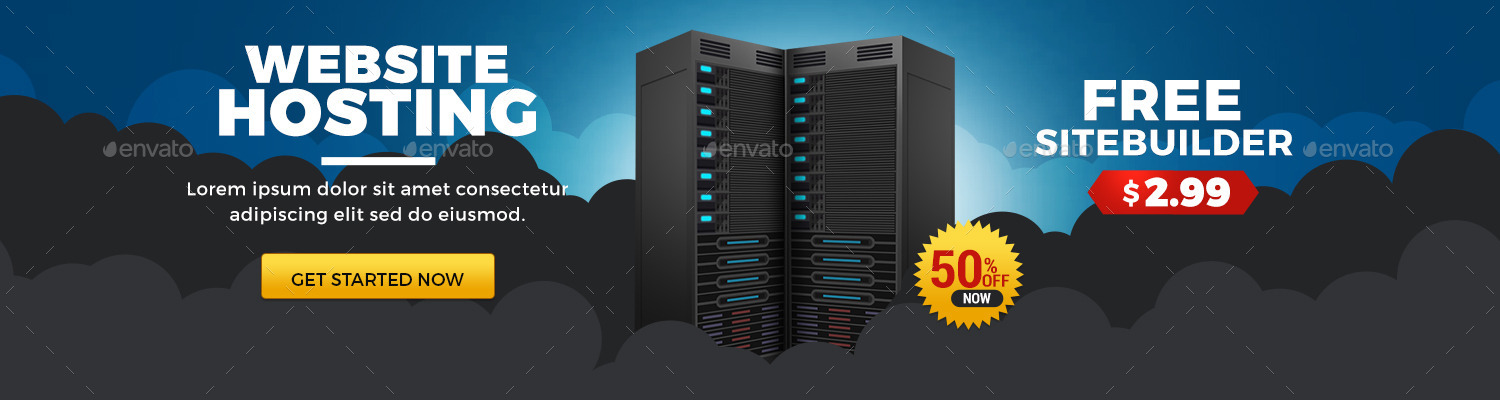 WEBSITE
HOSTING
Lorem ipsum dolor sit amet consectetur
adipiscing elit sed do eiusmod.
GET STARTED NOW
50% OFF
NOW
FREE
SITEBUILDER
$2.99
envato
envato
envato
envato
envato